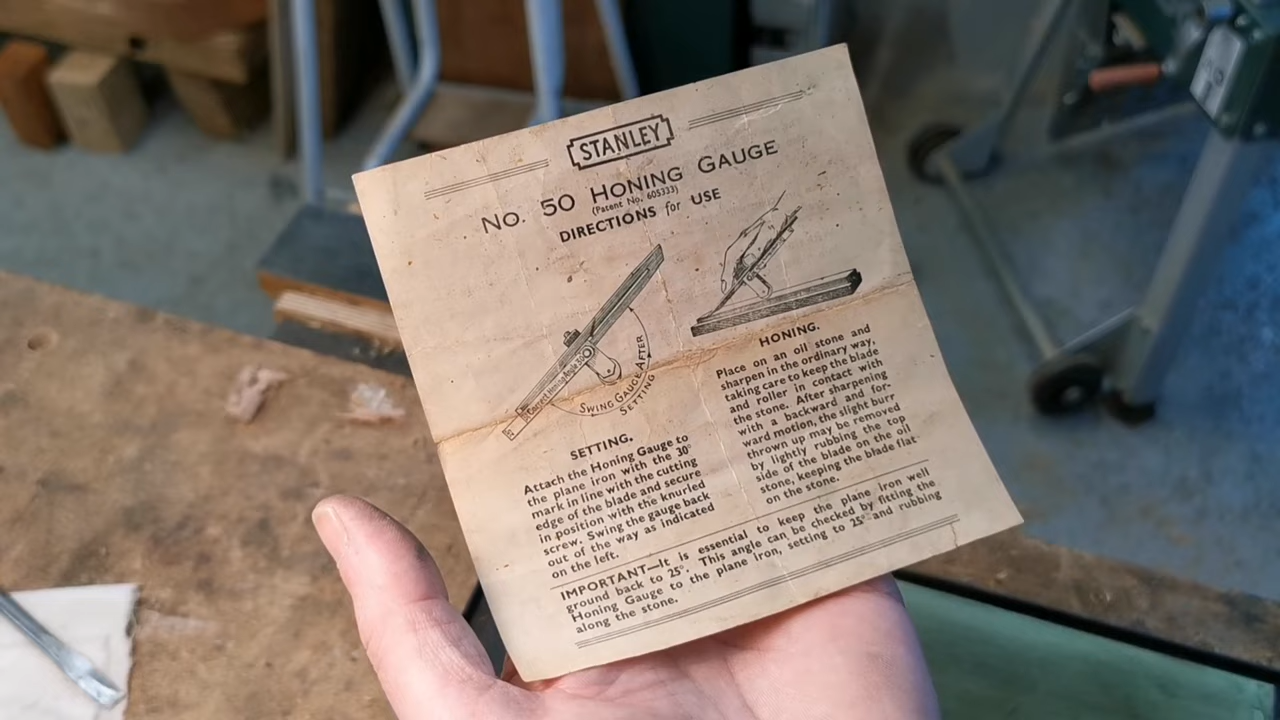 STANLEY
No. 50 HONING GAUGE
(Patent No. 605333)
DIRECTIONS for USE
Correct Honing Angle 30°
25°
SWING GAUGE AFTER
SETTING
SETTING.
Attach the Honing Gauge to
the plane iron with the 30°
mark in line with the cutting
edge of the blade and secure
in position with the knurled
screw. Swing the gauge back
out of the way as indicated
on the left.
HONING.
Place on an oil stone and
sharpen in the ordinary way,
taking care to keep the blade
and roller in contact with
the stone. After sharpening
with a backward and for-
ward motion, the slight burr
thrown up may be removed
by lightly rubbing the top
side of the blade on the oil
stone, keeping the blade flat
on the stone.
IMPORTANT—It is essential to keep the plane iron well
ground back to 25°. This angle can be checked by fitting the
Honing Gauge to the plane iron, setting to 25° and rubbing
along the stone.